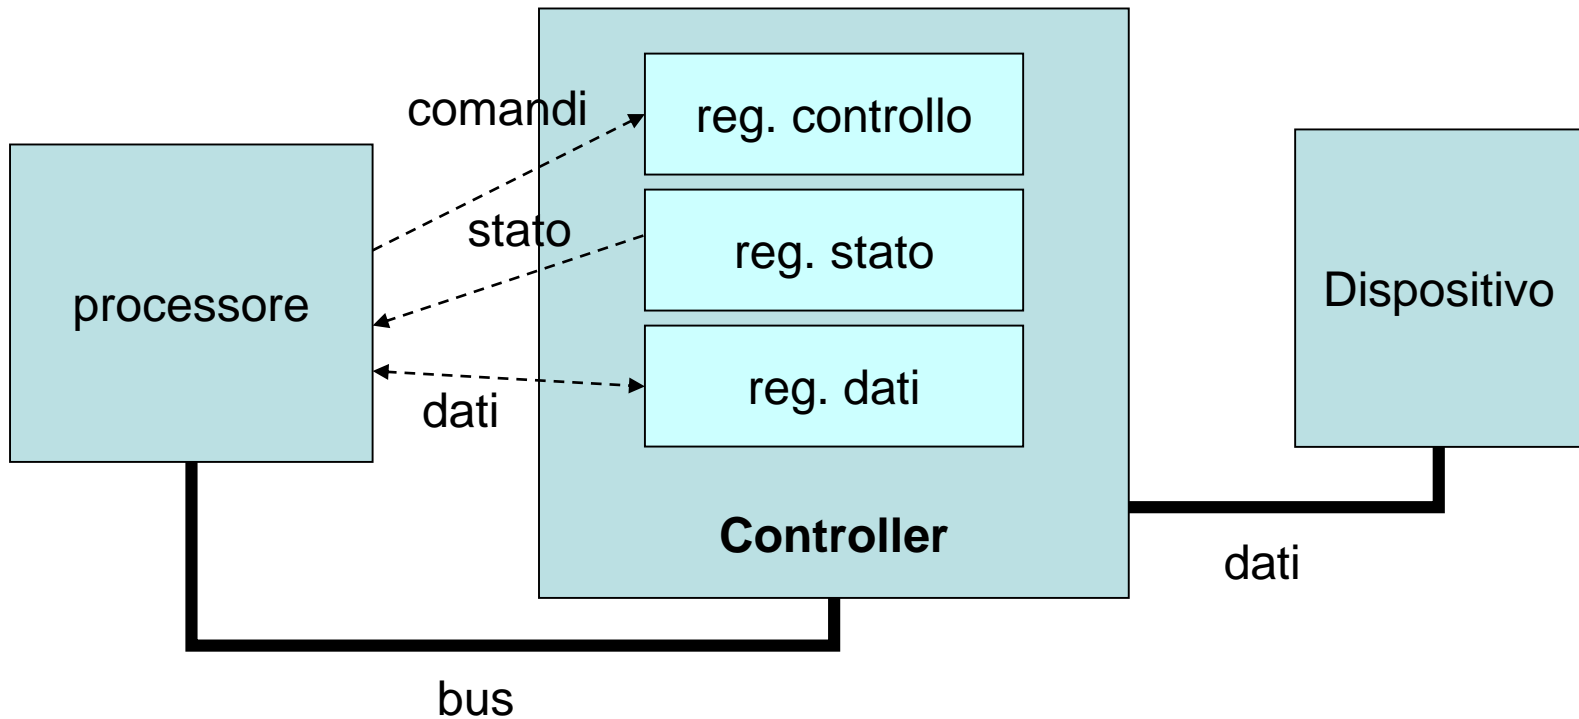 comandi
reg. controllo
stato
reg. stato
processore
Dispositivo
dati
reg. dati
Controller
dati
bus